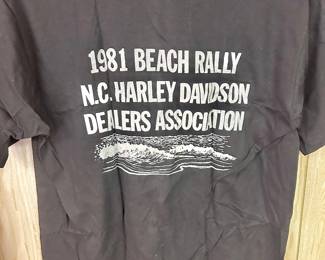 1981 BEACH RALLY
N.C. HARLEY DAVIDSON
DEALERS ASSOCIATION